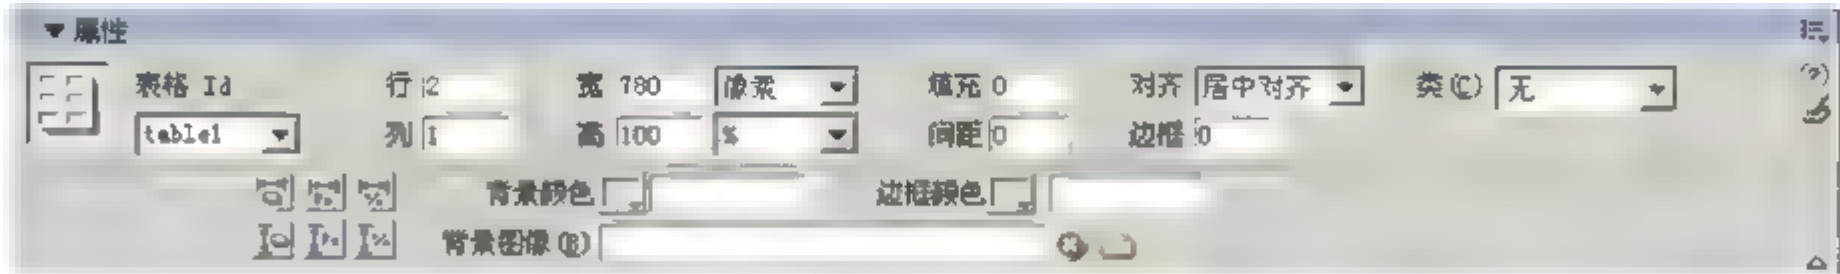 属性
表格 Id 行 2 宽 780 像素 填充 0 对齐 居中对齐 类(C) 无
table1 列 1 高 100 % 间距 0 边框 0
背景颜色 边框颜色
背景图像(B)